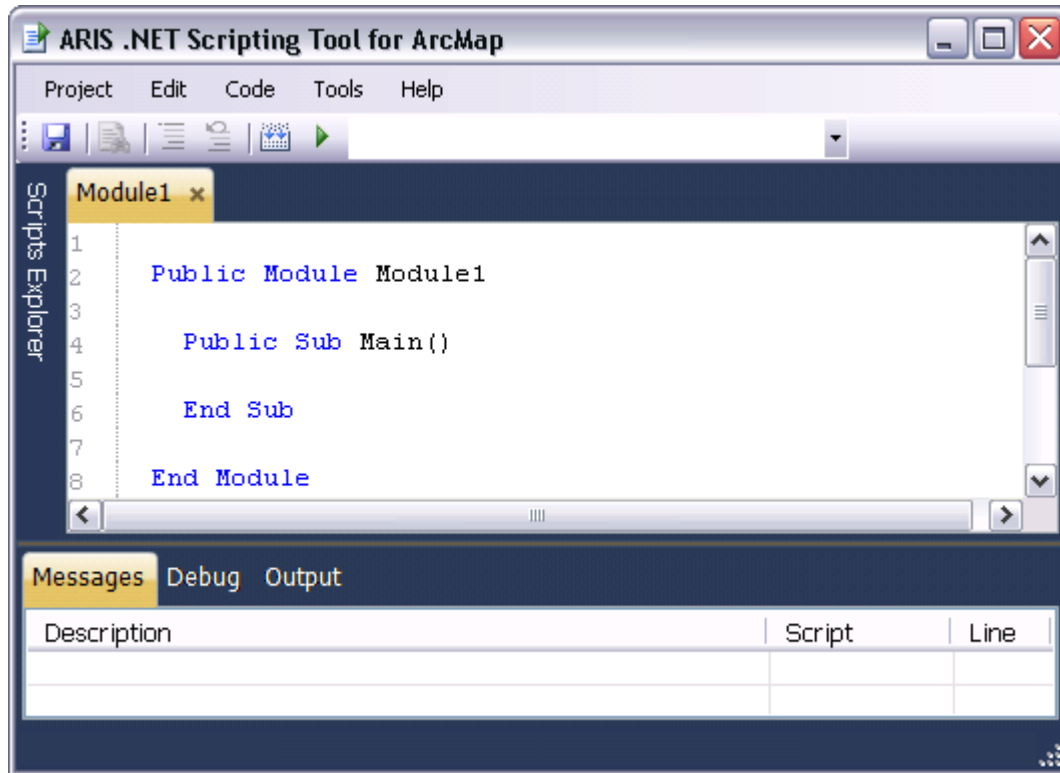 ARIS .NET Scripting Tool for ArcMap
Project Edit Code Tools Help
Scripts Explorer
Module1
1
2 Public Module Module1
3
4 Public Sub Main()
5
6 End Sub
7
8 End Module
Messages Debug Output
Description Script Line